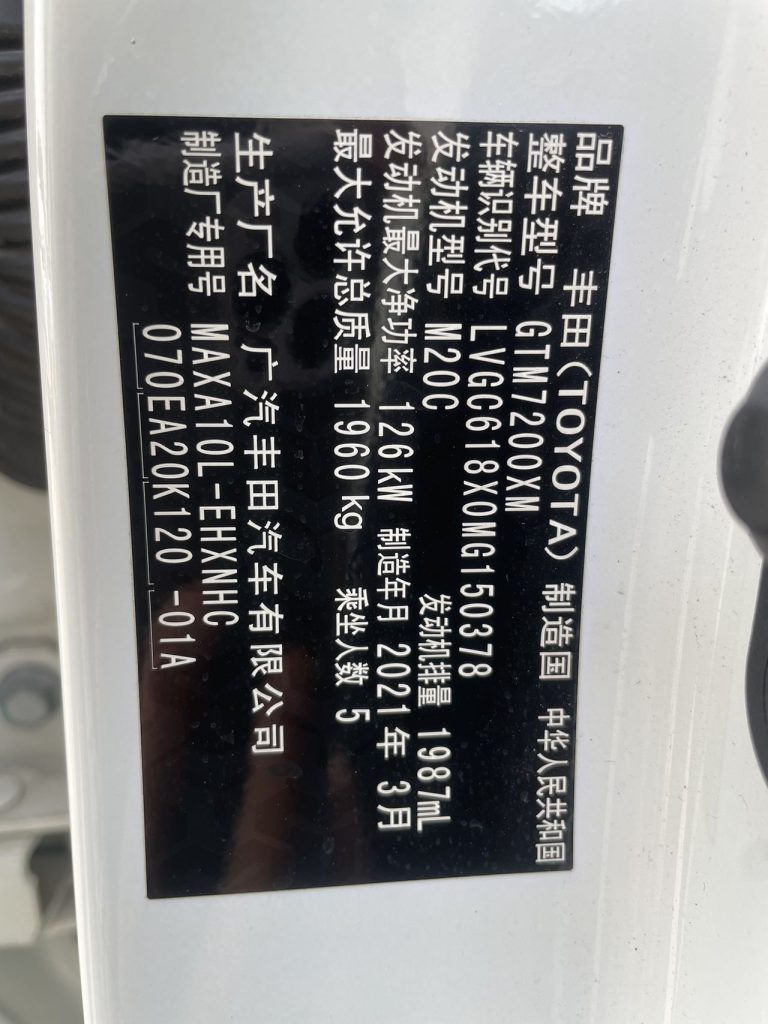 品牌 丰田(TOYOTA) 制造国 中华人民共和国
整车型号 GTM7200XM
车辆识别代号 LVGC618X0MG150378
发动机型号 M20C 发动机排量 1987mL
发动机最大净功率 126kW 制造年月 2021年 3月
最大允许总质量 1960 kg 乘坐人数 5
生产厂名 广汽丰田汽车有限公司
制造厂专用号 MAXA10L-EHXNHC
070EA20K120 -01A